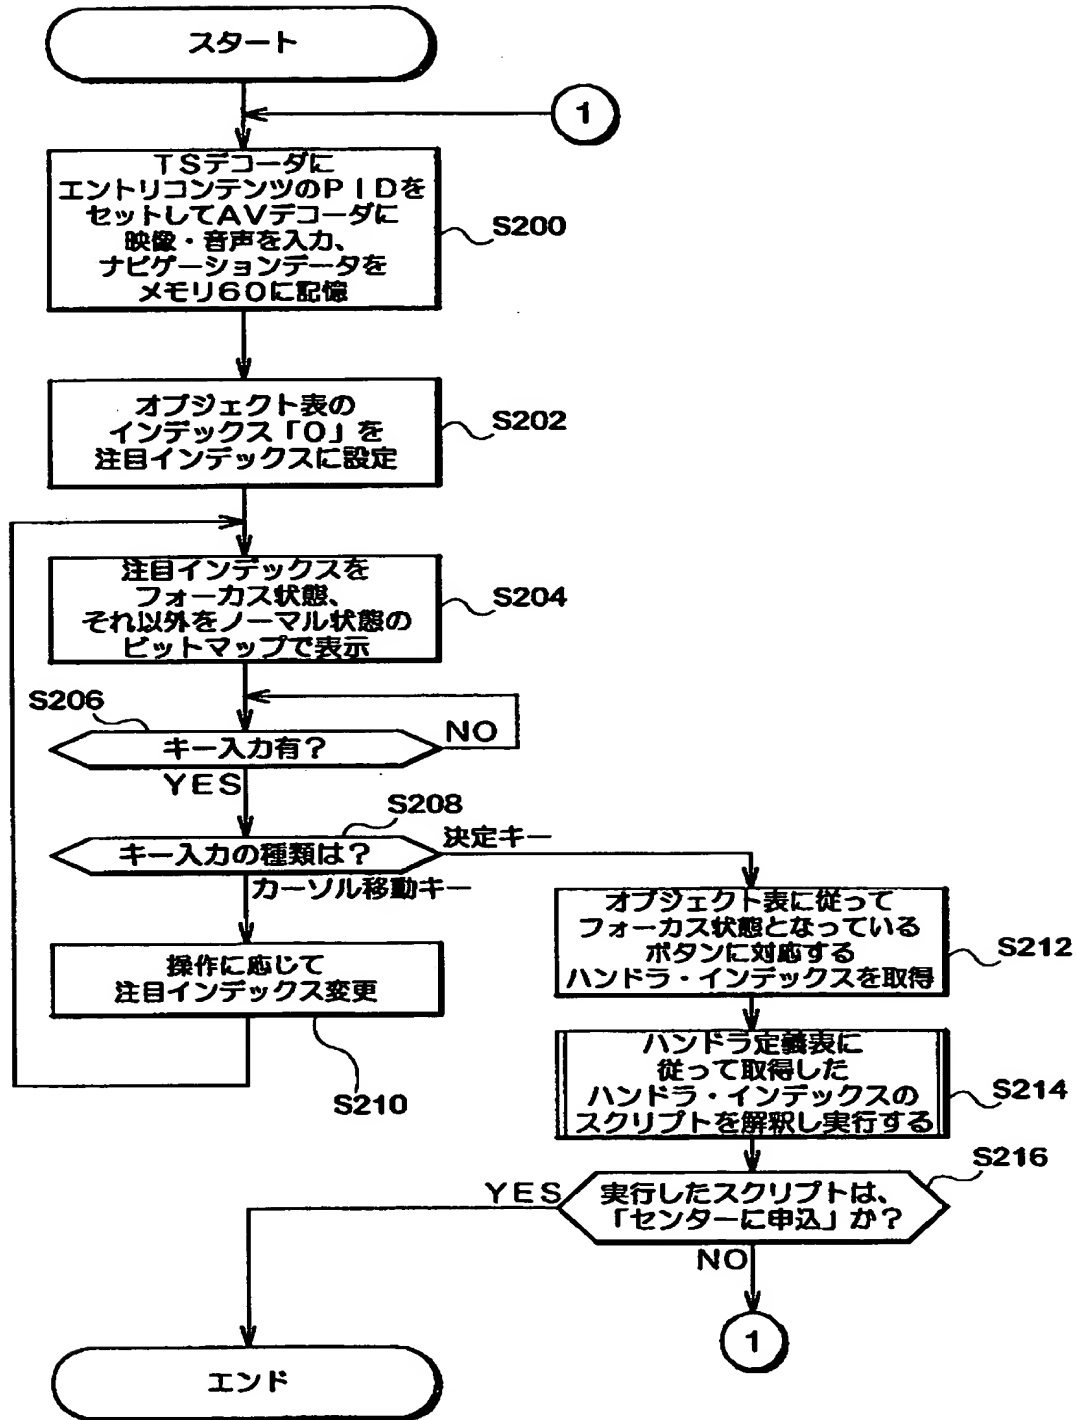 スタート
1
TSデコーダに
エントリコンテンツのPIDを
セットしてAVデコーダに
映像・音声を入力、
ナビゲーションデータを
メモリ60に記憶
S200
オブジェクト表の
インデックス「0」を
注目インデックスに設定
S202
注目インデックスを
フォーカス状態、
それ以外をノーマル状態の
ビットマップで表示
S204
S206
キー入力有?
NO
YES
S208
キー入力の種類は?
決定キー
カーソル移動キー
操作に応じて
注目インデックス変更
S210
オブジェクト表に従って
フォーカス状態となっている
ボタンに対応する
ハンドラ・インデックスを取得
S212
ハンドラ定義表に
従って取得した
ハンドラ・インデックスの
スクリプトを解釈し実行する
S214
S216
実行したスクリプトは、
「センターに申込」か?
YES
NO
1
エンド